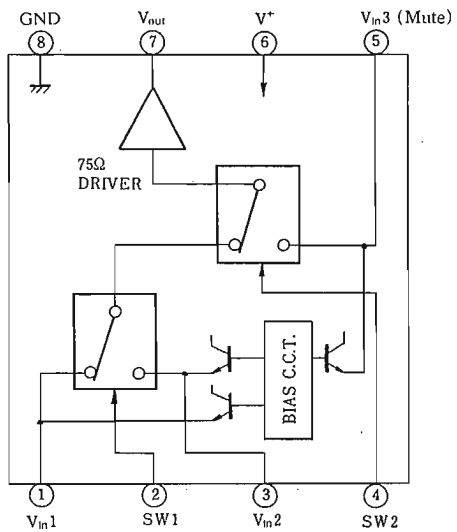 GND Vout V+ Vin3 (Mute)
8 7 6 5
75Ω
DRIVER
BIAS C.C.T.
1 2 3 4
Vin1 SW1 Vin2 SW2